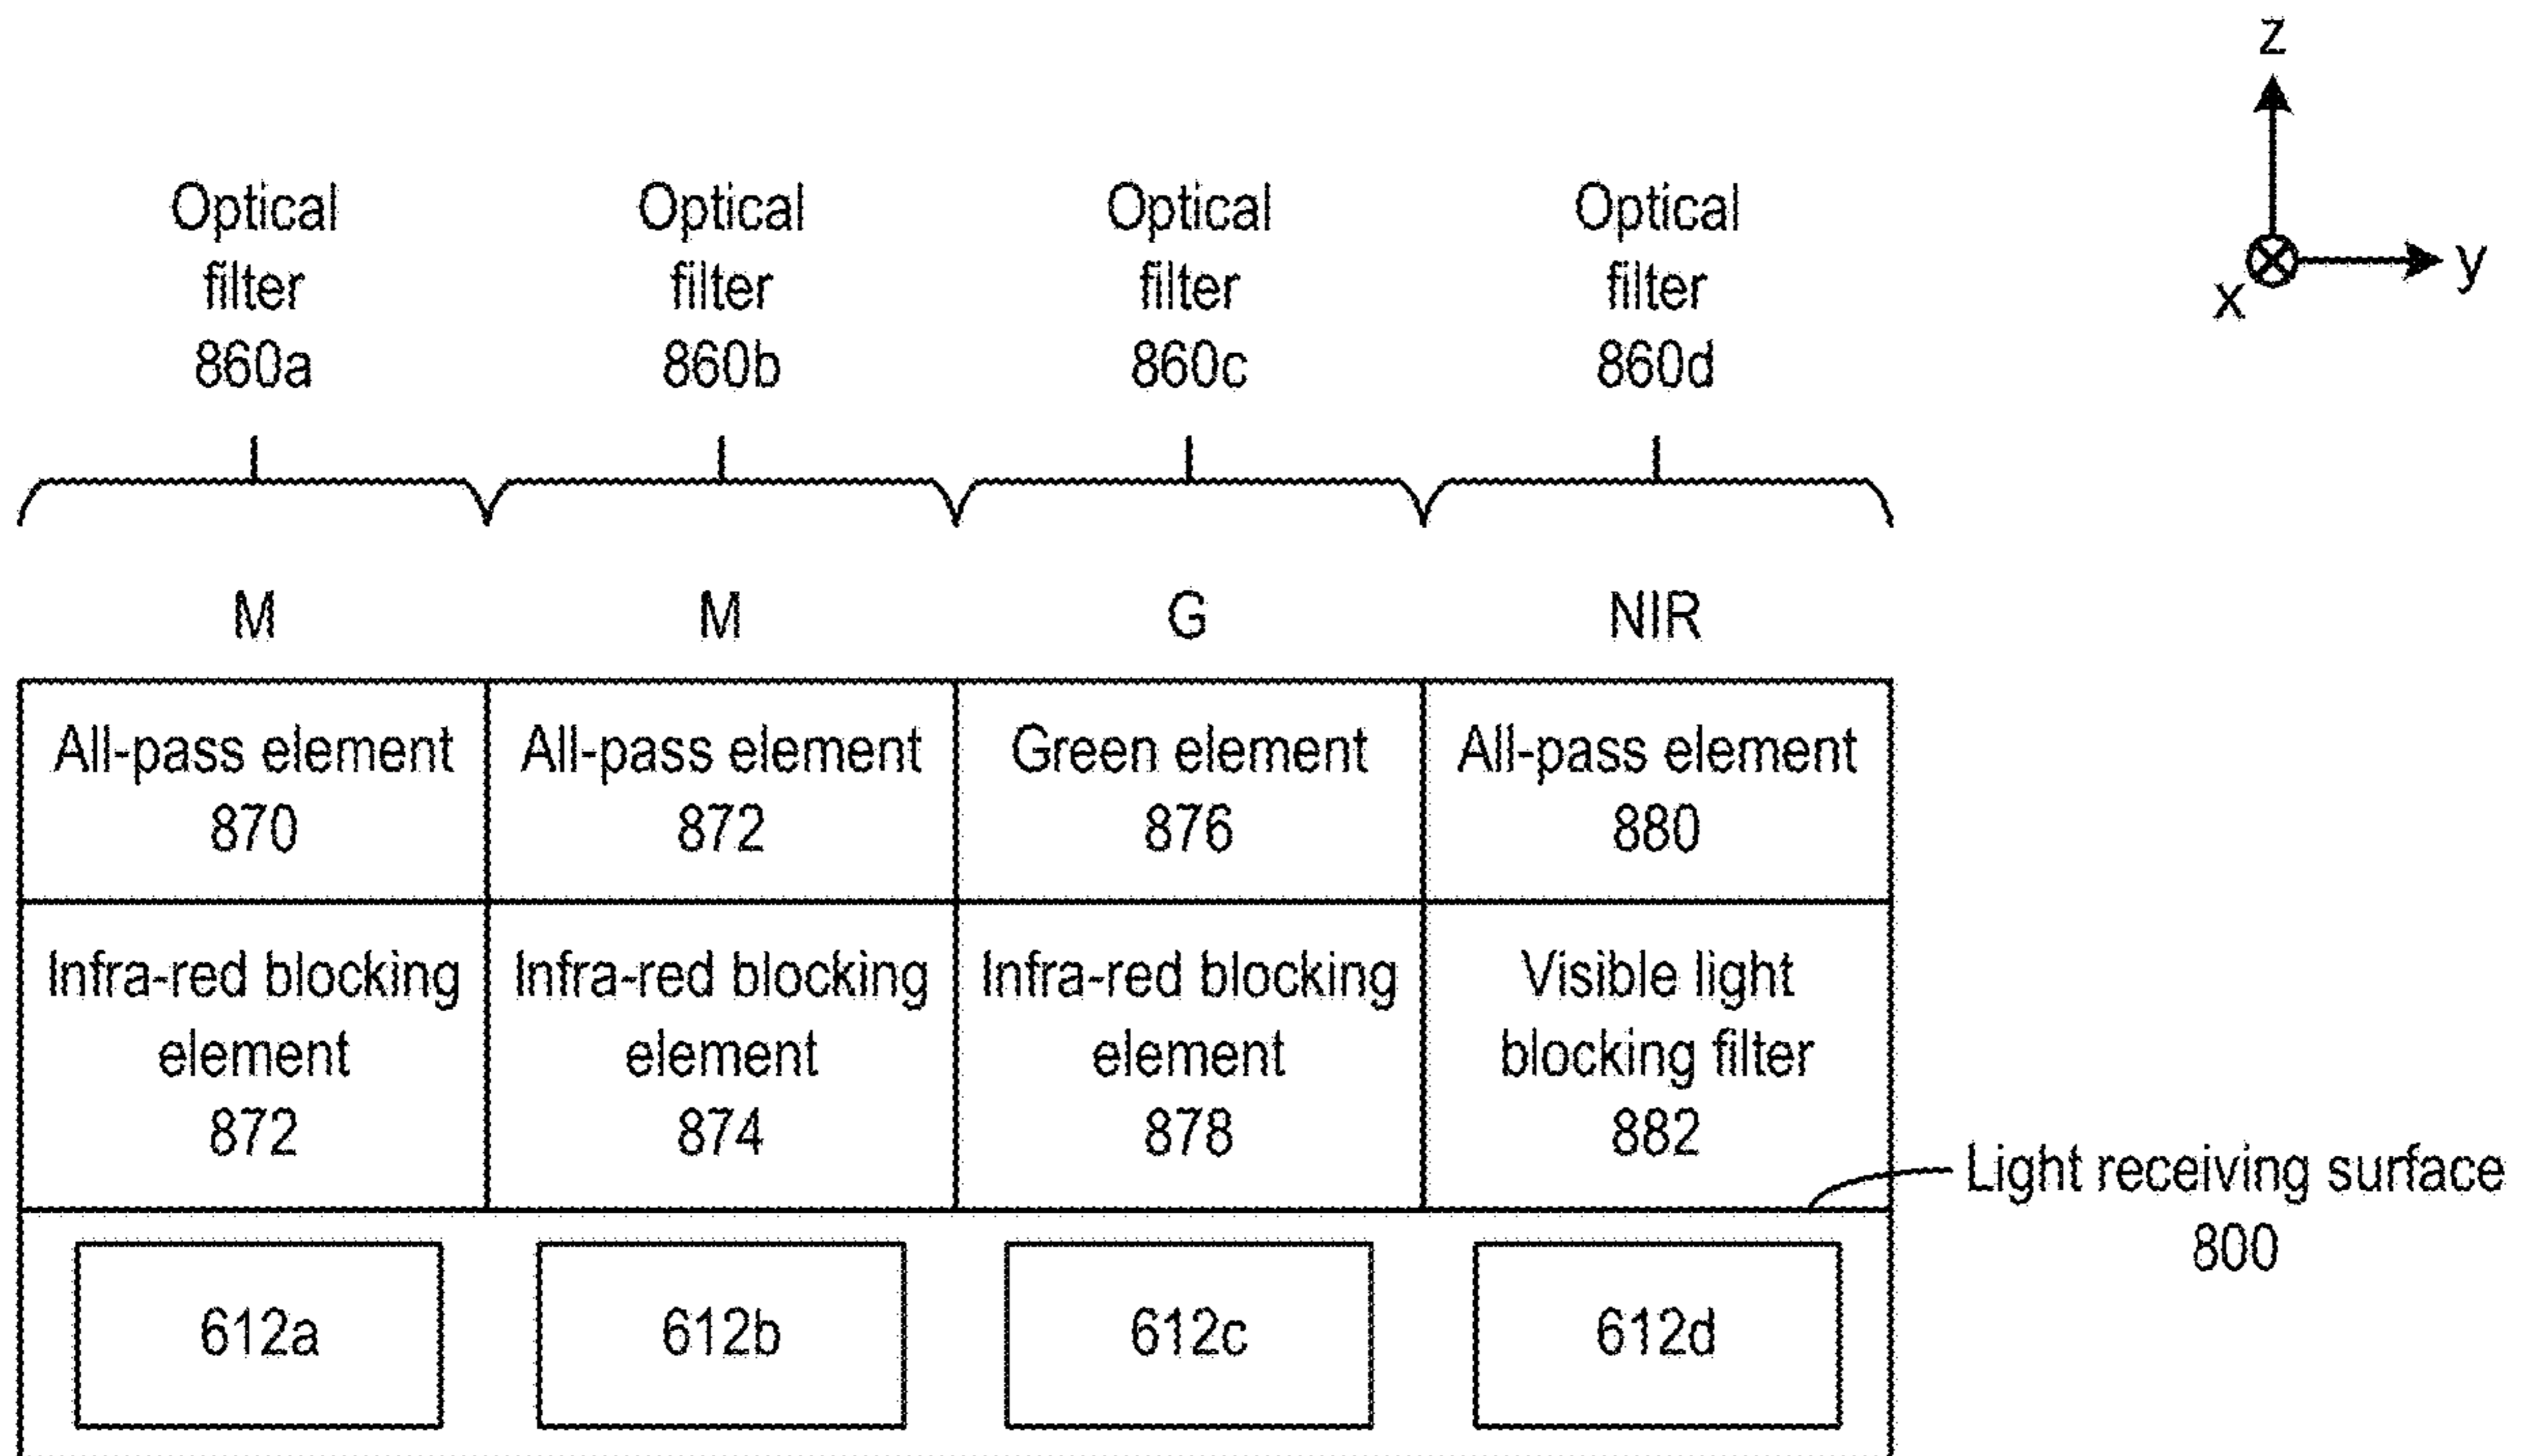 z
y
x
Optical
filter
860a
Optical
filter
860b
Optical
filter
860c
Optical
filter
860d
M
M
G
NIR
All-pass element
870
All-pass element
872
Green element
876
All-pass element
880
Infra-red blocking
element
872
Infra-red blocking
element
874
Infra-red blocking
element
878
Visible light
blocking filter
882
Light receiving surface
800
612a
612b
612c
612d